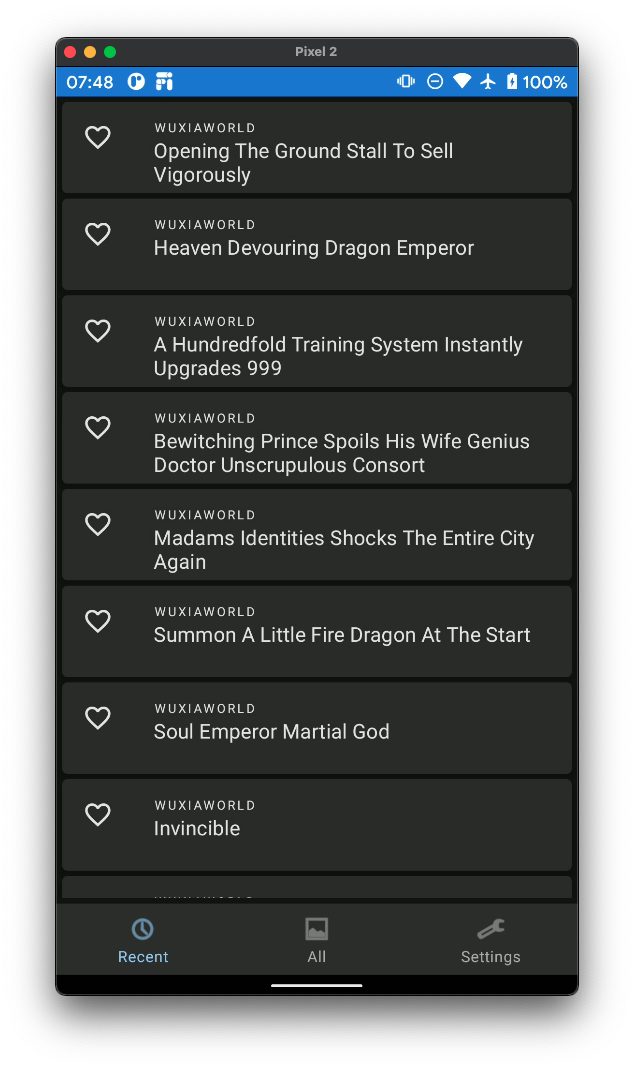 Pixel 2
07:48
100%
WUXIAWORLD
Opening The Ground Stall To Sell
Vigorously
WUXIAWORLD
Heaven Devouring Dragon Emperor
WUXIAWORLD
A Hundredfold Training System Instantly
Upgrades 999
WUXIAWORLD
Bewitching Prince Spoils His Wife Genius
Doctor Unscrupulous Consort
WUXIAWORLD
Madams Identities Shocks The Entire City
Again
WUXIAWORLD
Summon A Little Fire Dragon At The Start
WUXIAWORLD
Soul Emperor Martial God
WUXIAWORLD
Invincible
Recent
All
Settings